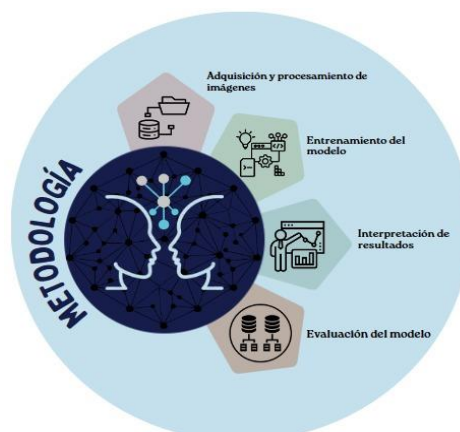 METODOLOGÍA
Adquisición y procesamiento de
imágenes
Entrenamiento del
modelo
Interpretación de
resultados
Evaluación del modelo